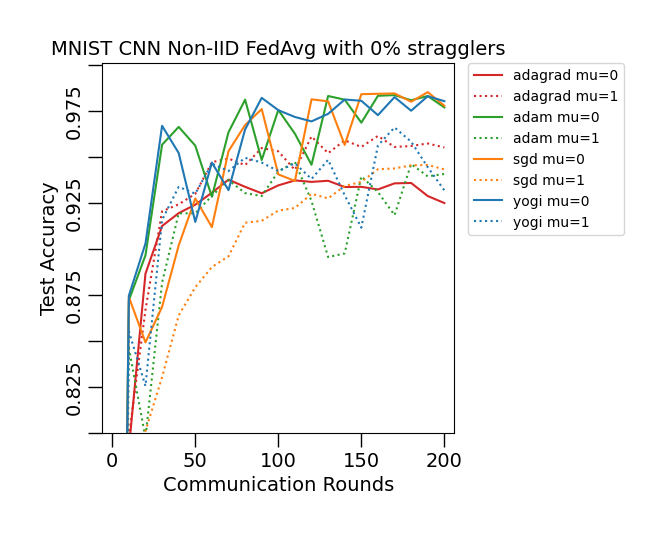 MNIST CNN Non-IID FedAvg with 0% stragglers
adagrad mu=0
adagrad mu=1
adam mu=0
adam mu=1
sgd mu=0
sgd mu=1
yogi mu=0
yogi mu=1
Test Accuracy
0.975
0.925
0.875
0.825
0 50 100 150 200
Communication Rounds